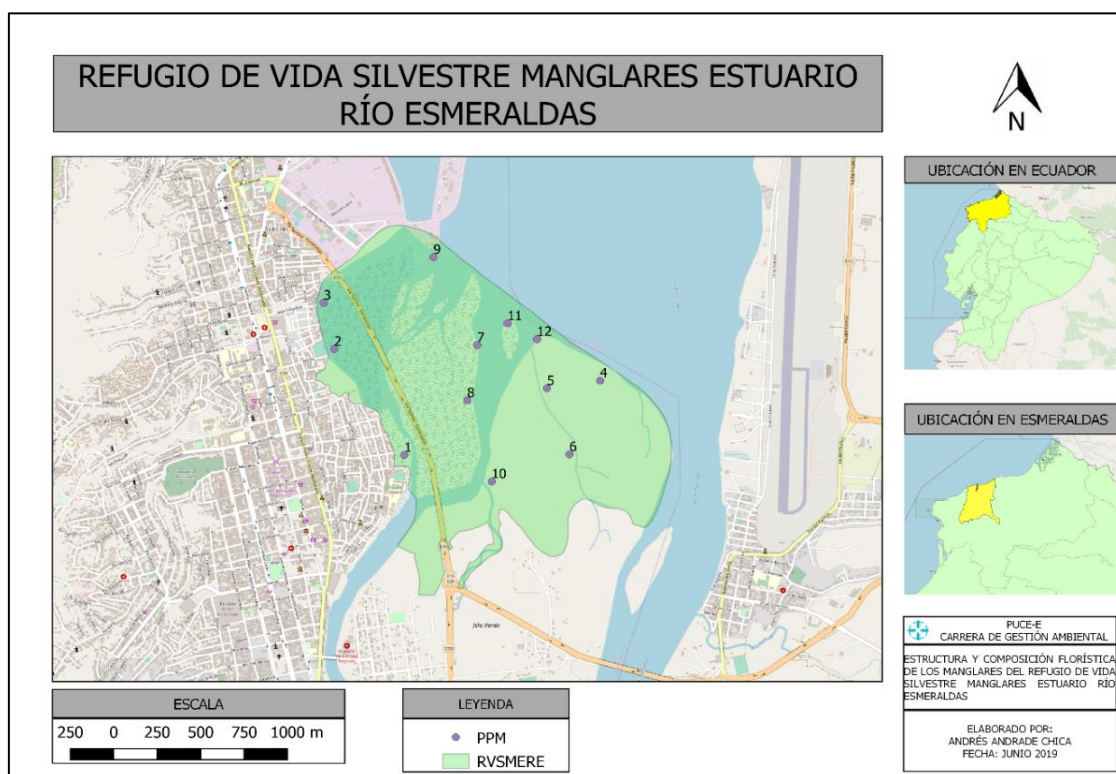 REFUGIO DE VIDA SILVESTRE MANGLARES ESTUARIO
RÍO ESMERALDAS
N
UBICACIÓN EN ECUADOR
9
3
11
12
2
7
5
4
8
1
6
10
UBICACIÓN EN ESMERALDAS
Isla Verde
PUCE-E
CARRERA DE GESTIÓN AMBIENTAL
ESTRUCTURA Y COMPOSICIÓN FLORÍSTICA
DE LOS MANGLARES DEL REFUGIO DE VIDA
SILVESTRE MANGLARES ESTUARIO RÍO
ESMERALDAS
ELABORADO POR:
ANDRÉS ANDRADE CHICA
FECHA: JUNIO 2019
ESCALA
250 0 250 500 750 1000 m
LEYENDA
PPM
RVSMERE